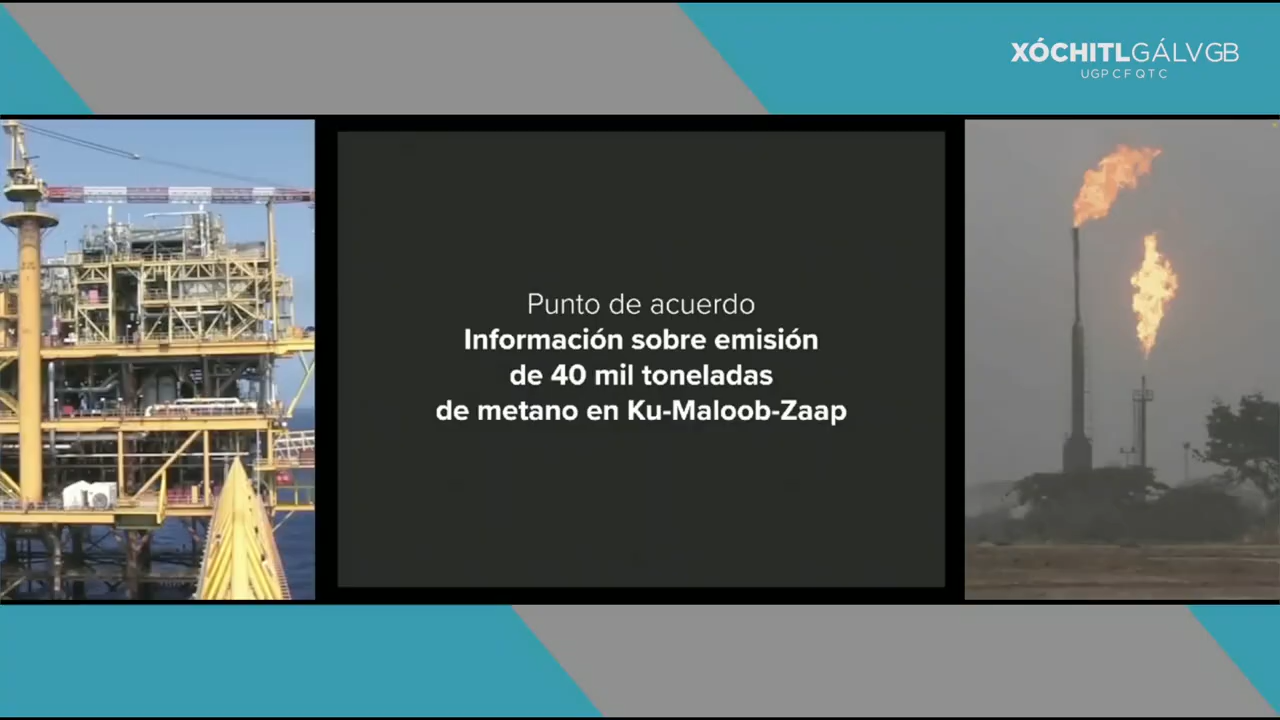 XÓCHITLGÁLVGB
UGPCFQTC
Punto de acuerdo
Información sobre emisión
de 40 mil toneladas
de metano en Ku-Maloob-Zaap